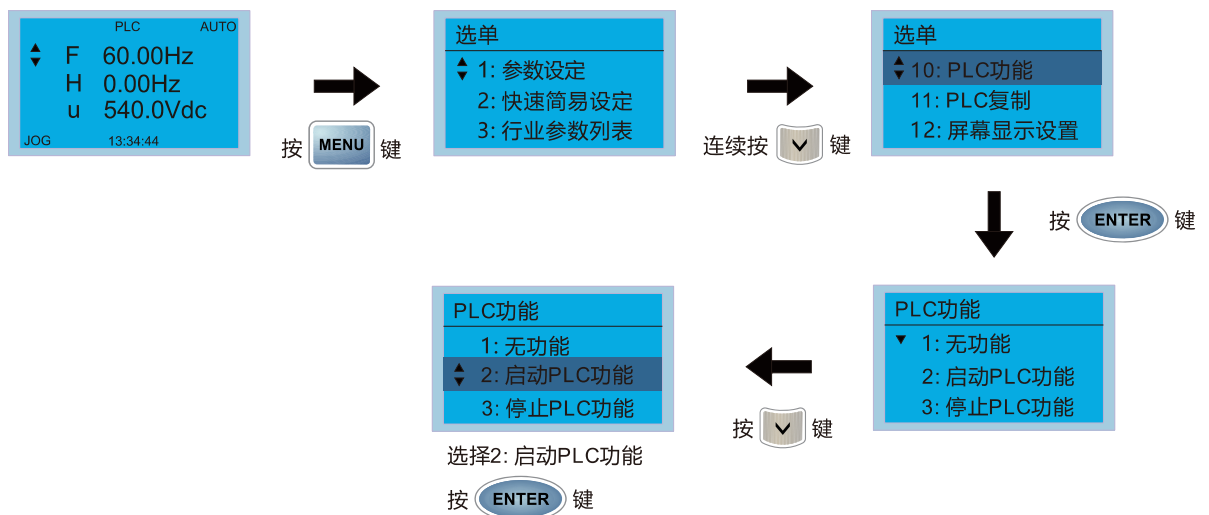 PLC AUTO
F 60.00Hz
H 0.00Hz
u 540.0Vdc
JOG 13:34:44
按 MENU 键
选单
1: 参数设定
2: 快速简易设定
3: 行业参数列表
连续按 键
选单
10: PLC功能
11: PLC复制
12: 屏幕显示设置
按 ENTER 键
PLC功能
1: 无功能
2: 启动PLC功能
3: 停止PLC功能
按 键
PLC功能
1: 无功能
2: 启动PLC功能
3: 停止PLC功能
选择2: 启动PLC功能
按 ENTER 键